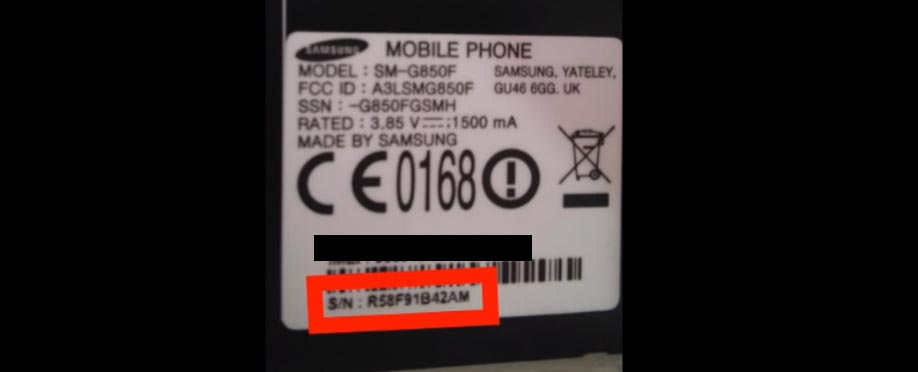 SAMSUNG MOBILE PHONE
MODEL : SM-G850F SAMSUNG, YATELEY,
FCC ID : A3LSMG850F GU46 6GG. UK
SSN : -G850FGSMH
RATED : 3.85 V⎓;1500 mA
MADE BY SAMSUNG
CE0168
S/N : R58F91B42AM